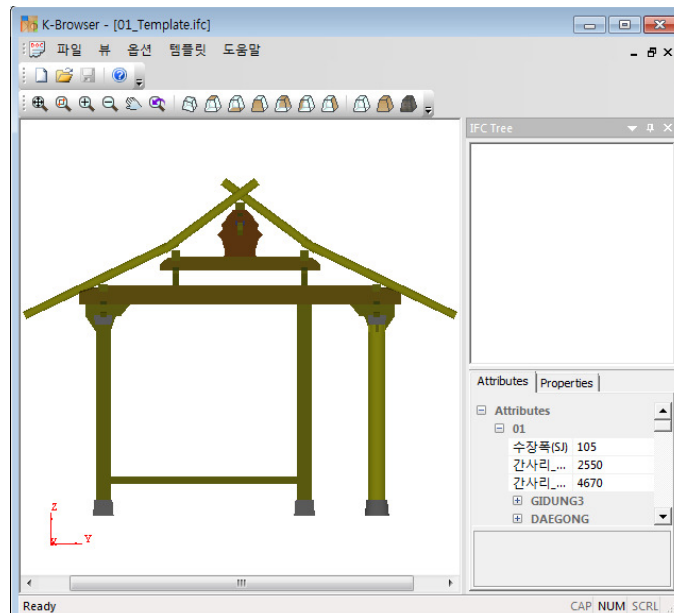 K-Browser - [01_Template.ifc]
파일 뷰 옵션 템플릿 도움말
IFC Tree
Z
X Y
Attributes Properties
Attributes
01
수장폭(SJ) 105
간사리_... 2550
간사리_... 4670
GIDUNG3
DAEGONG
Ready CAP NUM SCRL